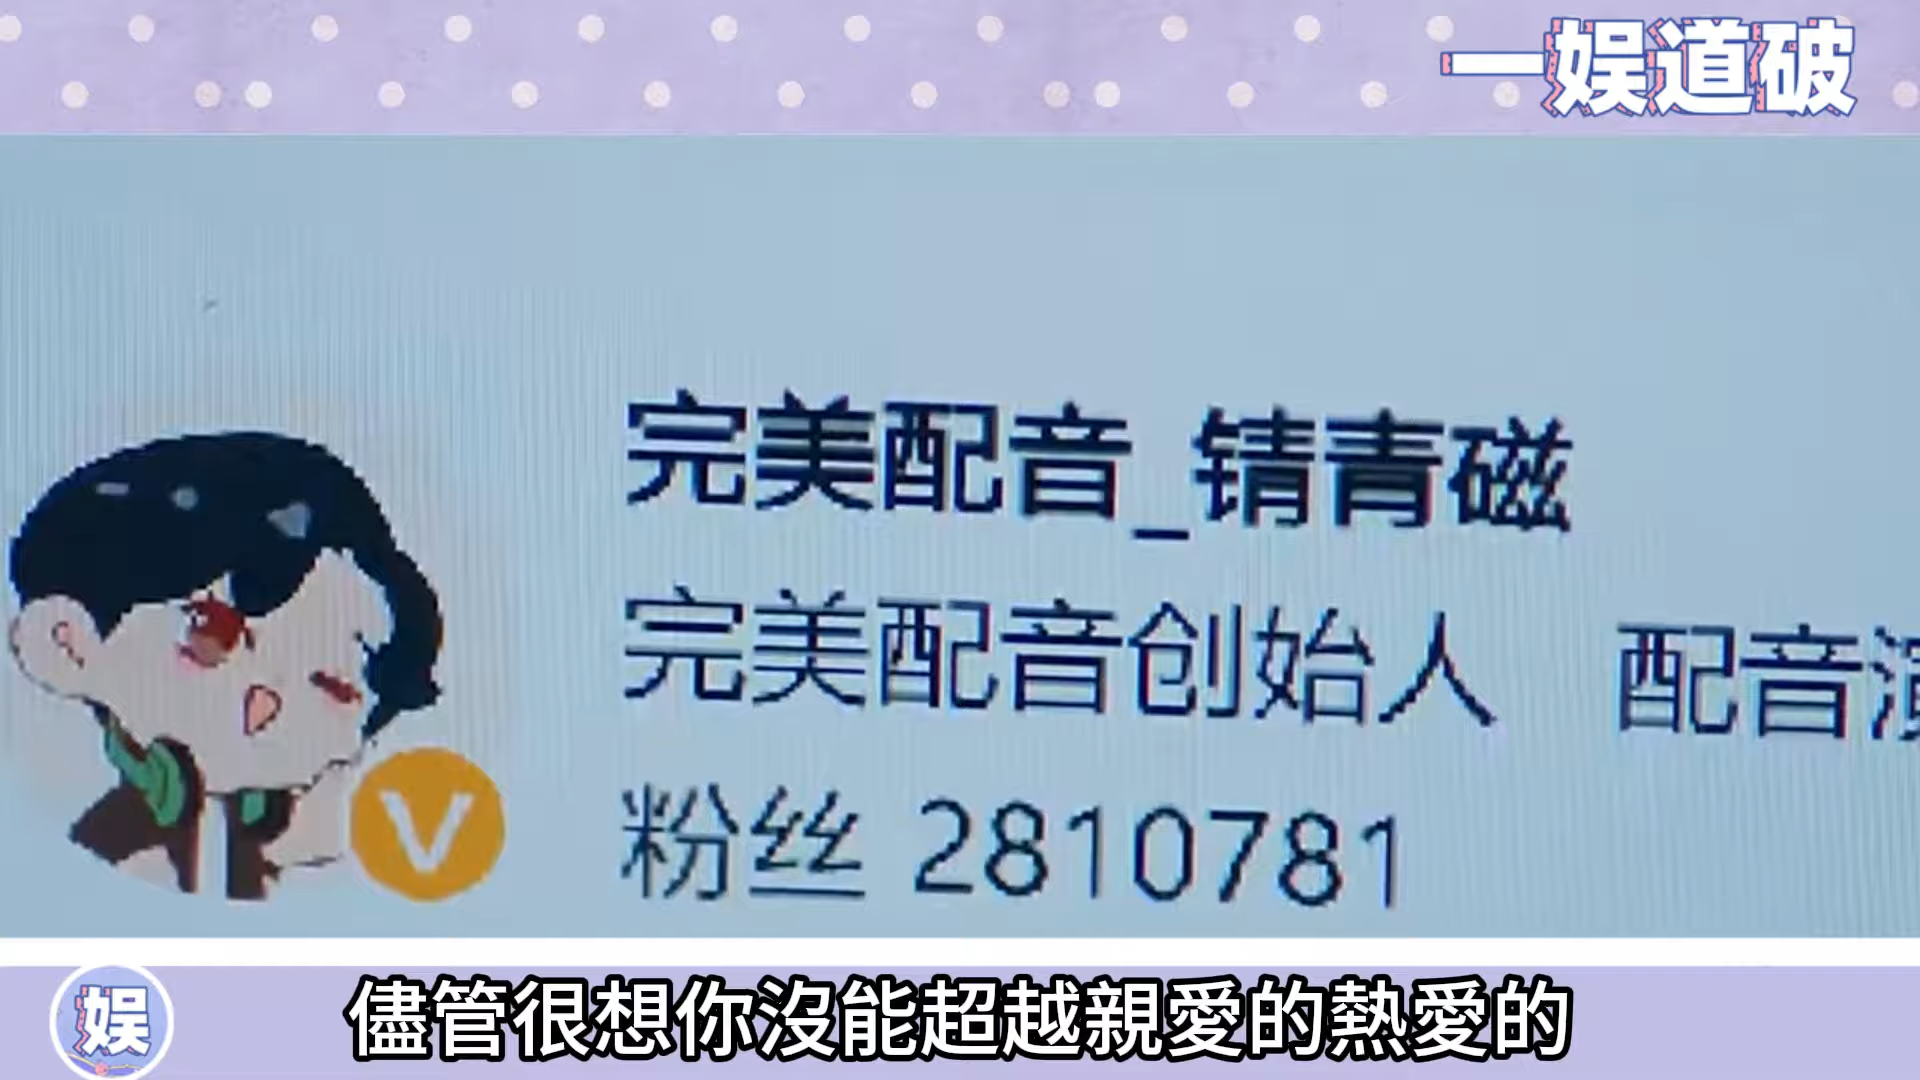 一娱道破
完美配音_锖青磁
完美配音创始人 配音演
粉丝 2810781
V
娱
儘管很想你沒能超越親愛的熱愛的